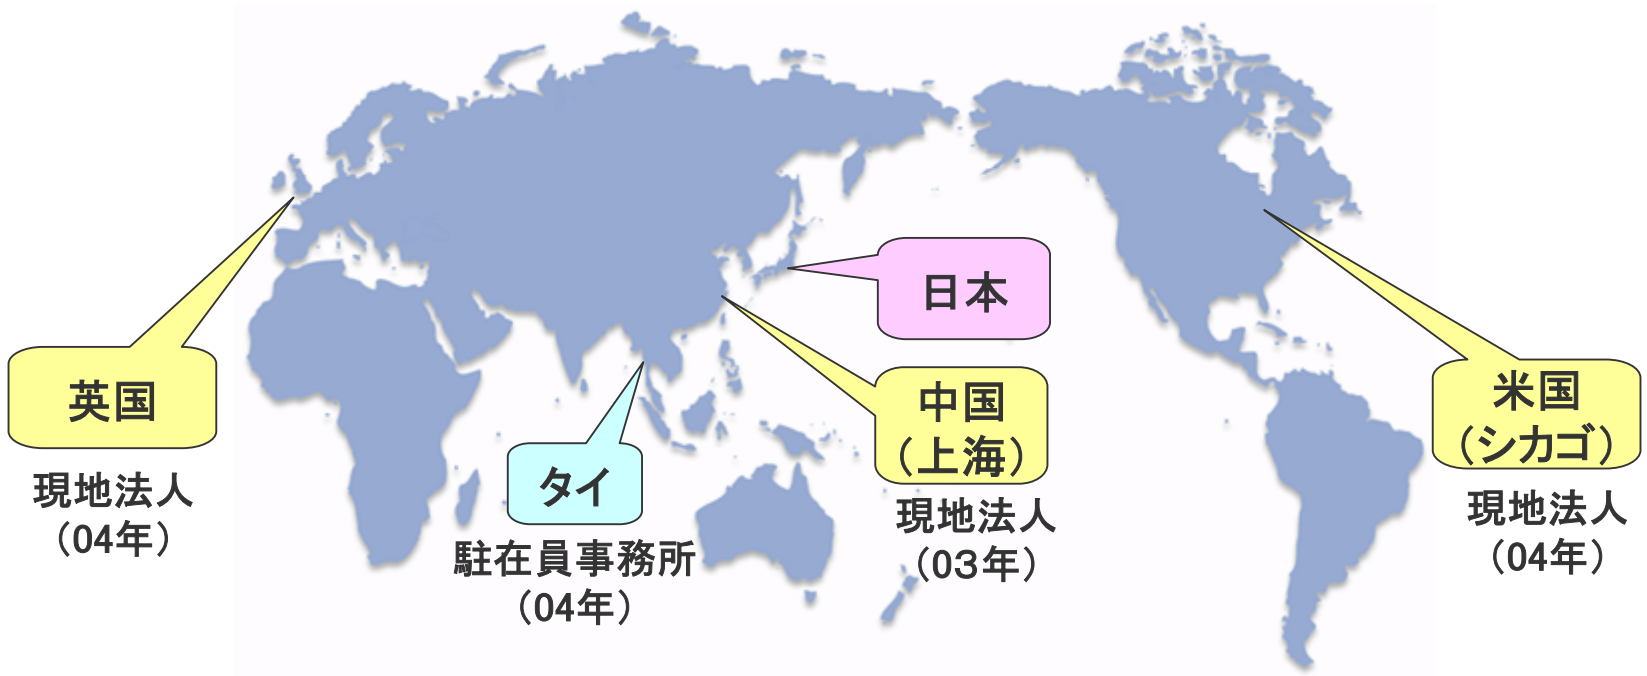 英国
現地法人
（04年）
タイ
駐在員事務所
（04年）
日本
中国
（上海）
現地法人
（０３年）
米国
（シカゴ）
現地法人
（04年）